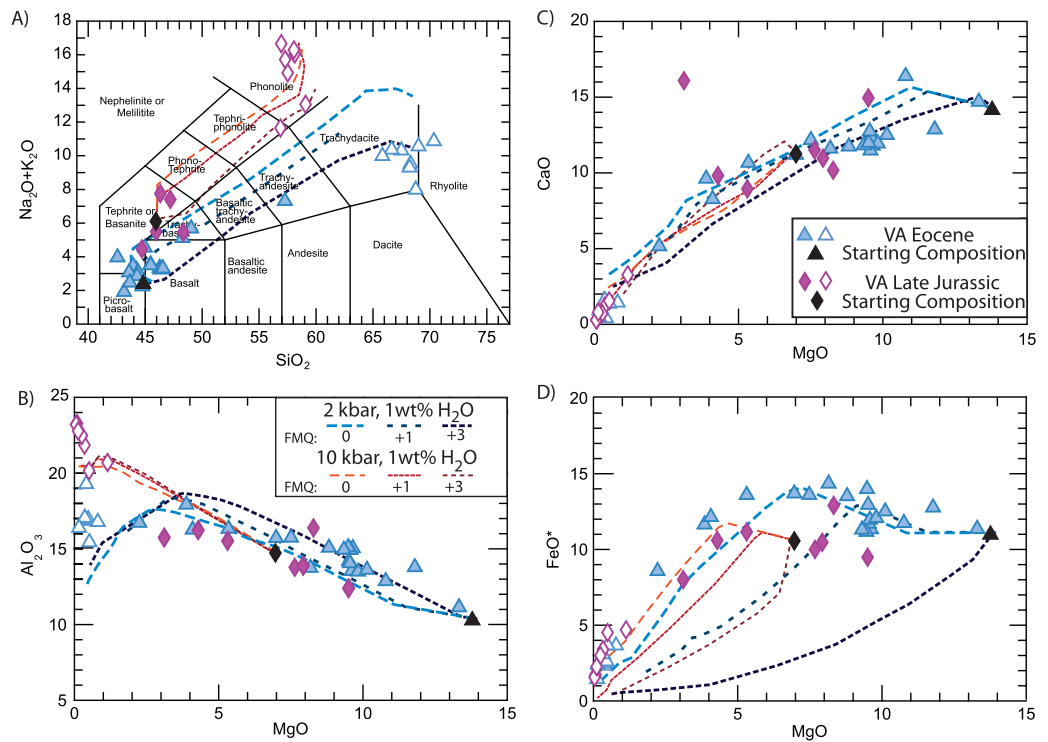 A)
18
16
14
12
10
8
6
4
2
0
Na2O+K2O
40 45 50 55 60 65 70 75
SiO2
Nephelinite or
Melilitite
Phonolite
Tephri-
phonolite
Phono-
Tephrite
Tephrite or
Basanite
Trachy-
basalt
Basaltic
trachy-
andesite
Trachy-
andesite
Trachydacite
Rhyolite
Dacite
Andesite
Basaltic
andesite
Basalt
Picro-
basalt
C)
20
15
10
5
0
CaO
0 5 10 15
MgO
VA Eocene
Starting Composition
VA Late Jurassic
Starting Composition
B)
25
20
15
10
5
Al2O3
0 5 10 15
MgO
2 kbar, 1wt% H2O
FMQ: 0 +1 +3
10 kbar, 1wt% H2O
FMQ: 0 +1 +3
D)
20
15
10
5
0
FeO*
0 5 10 15
MgO